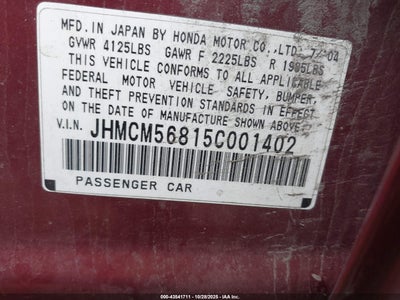 MFD. IN JAPAN BY HONDA MOTOR CO., LTD. 7/04
GVWR 4125LBS GAWR F 2225LBS R 1985LBS
THIS VEHICLE CONFORMS TO ALL APPLICABLE
FEDERAL MOTOR VEHICLE SAFETY, BUMPER,
AND THEFT PREVENTION STANDARDS IN EFFECT
ON THE DATE OF MANUFACTURE SHOWN ABOVE.
V.I.N. JHMCM56815C001402
PASSENGER CAR
000-43541711 - 10/28/2025 - IAA Inc.